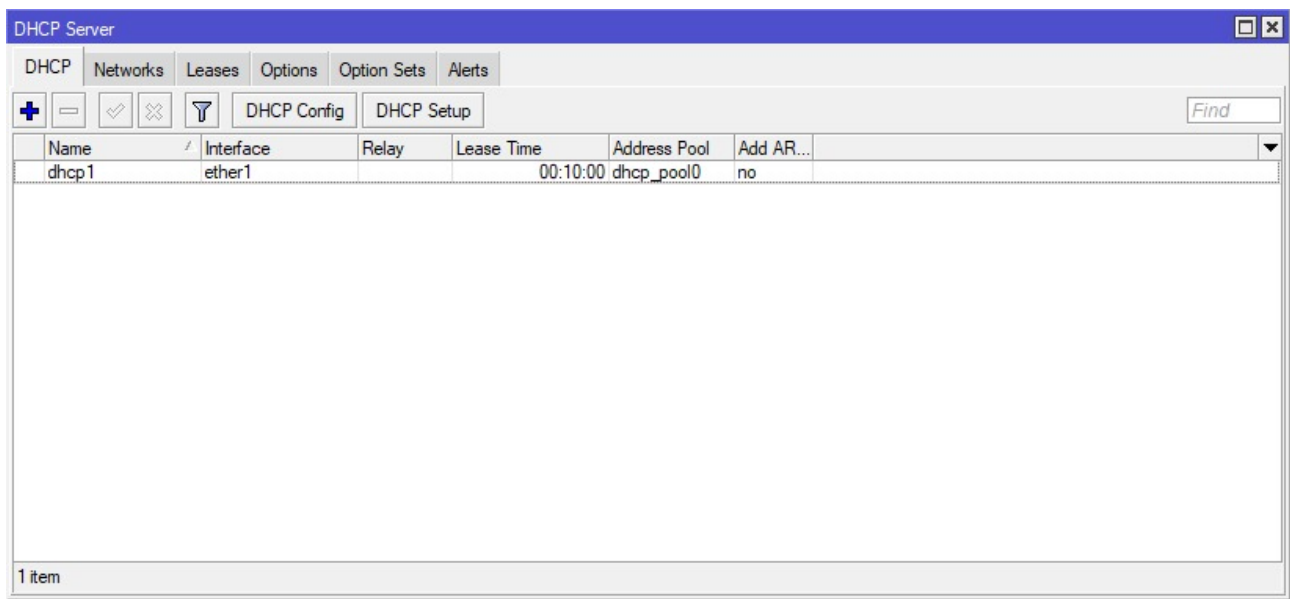 DHCP Server
DHCP Networks Leases Options Option Sets Alerts
DHCP Config DHCP Setup Find
Name Interface Relay Lease Time Address Pool Add AR...
dhcp1 ether1 00:10:00 dhcp_pool0 no
1 item